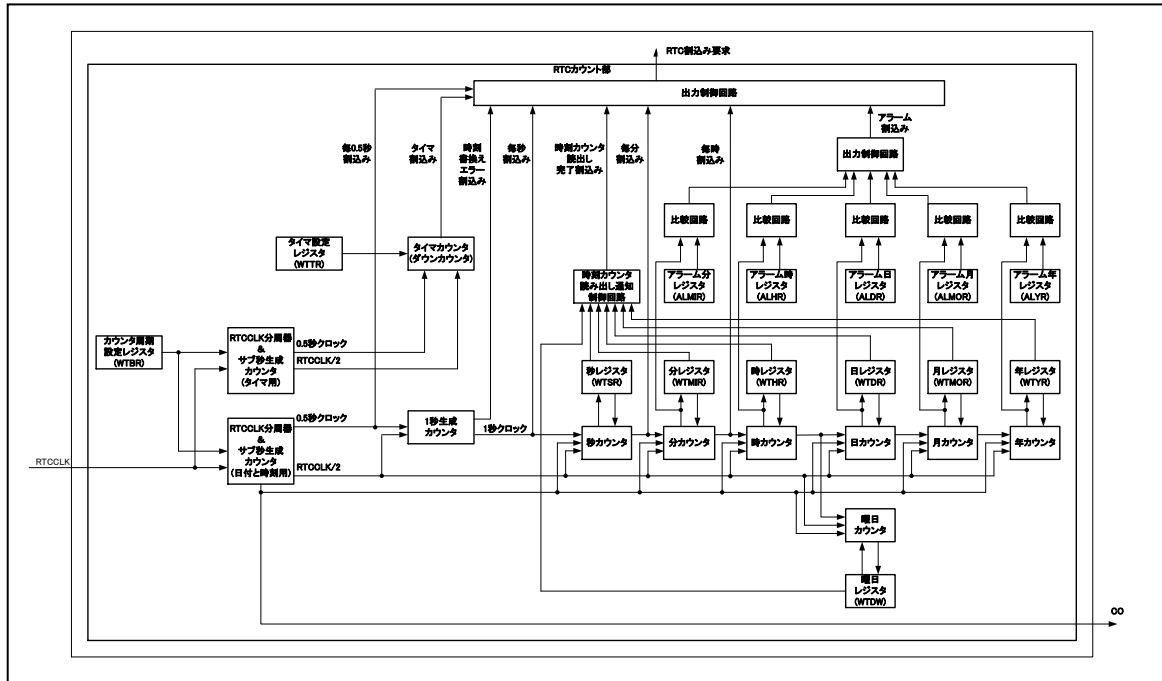 RTC割込み要求
RTCカウント部
出力制御回路
毎0.5秒
割込み
タイマ
割込み
時刻
書換え
エラー
割込み
毎秒
割込み
時刻カウンタ
読出し
完了割込み
毎分
割込み
毎時
割込み
アラーム
割込み
出力制御回路
比較回路
比較回路
比較回路
比較回路
比較回路
タイマ設定
レジスタ
(WTTR)
タイマカウンタ
(ダウンカウンタ)
時刻カウンタ
読み出し通知
制御回路
アラーム分
レジスタ
(ALMIR)
アラーム時
レジスタ
(ALHR)
アラーム日
レジスタ
(ALDR)
アラーム月
レジスタ
(ALMOR)
アラーム年
レジスタ
(ALYR)
カウンタ周期
設定レジスタ
(WTBR)
RTCCLK分周器
&
サブ秒生成
カウンタ
(タイマ用)
0.5秒クロック
RTCCLK/2
秒レジスタ
(WTSR)
分レジスタ
(WTMIR)
時レジスタ
(WTHR)
日レジスタ
(WTDR)
月レジスタ
(WTMOR)
年レジスタ
(WTYR)
RTCCLK
RTCCLK分周器
&
サブ秒生成
カウンタ
(日付と時刻用)
0.5秒クロック
RTCCLK/2
1秒生成
カウンタ
1秒クロック
秒カウンタ
分カウンタ
時カウンタ
日カウンタ
月カウンタ
年カウンタ
曜日
カウンタ
曜日
レジスタ
(WTDW)
CO